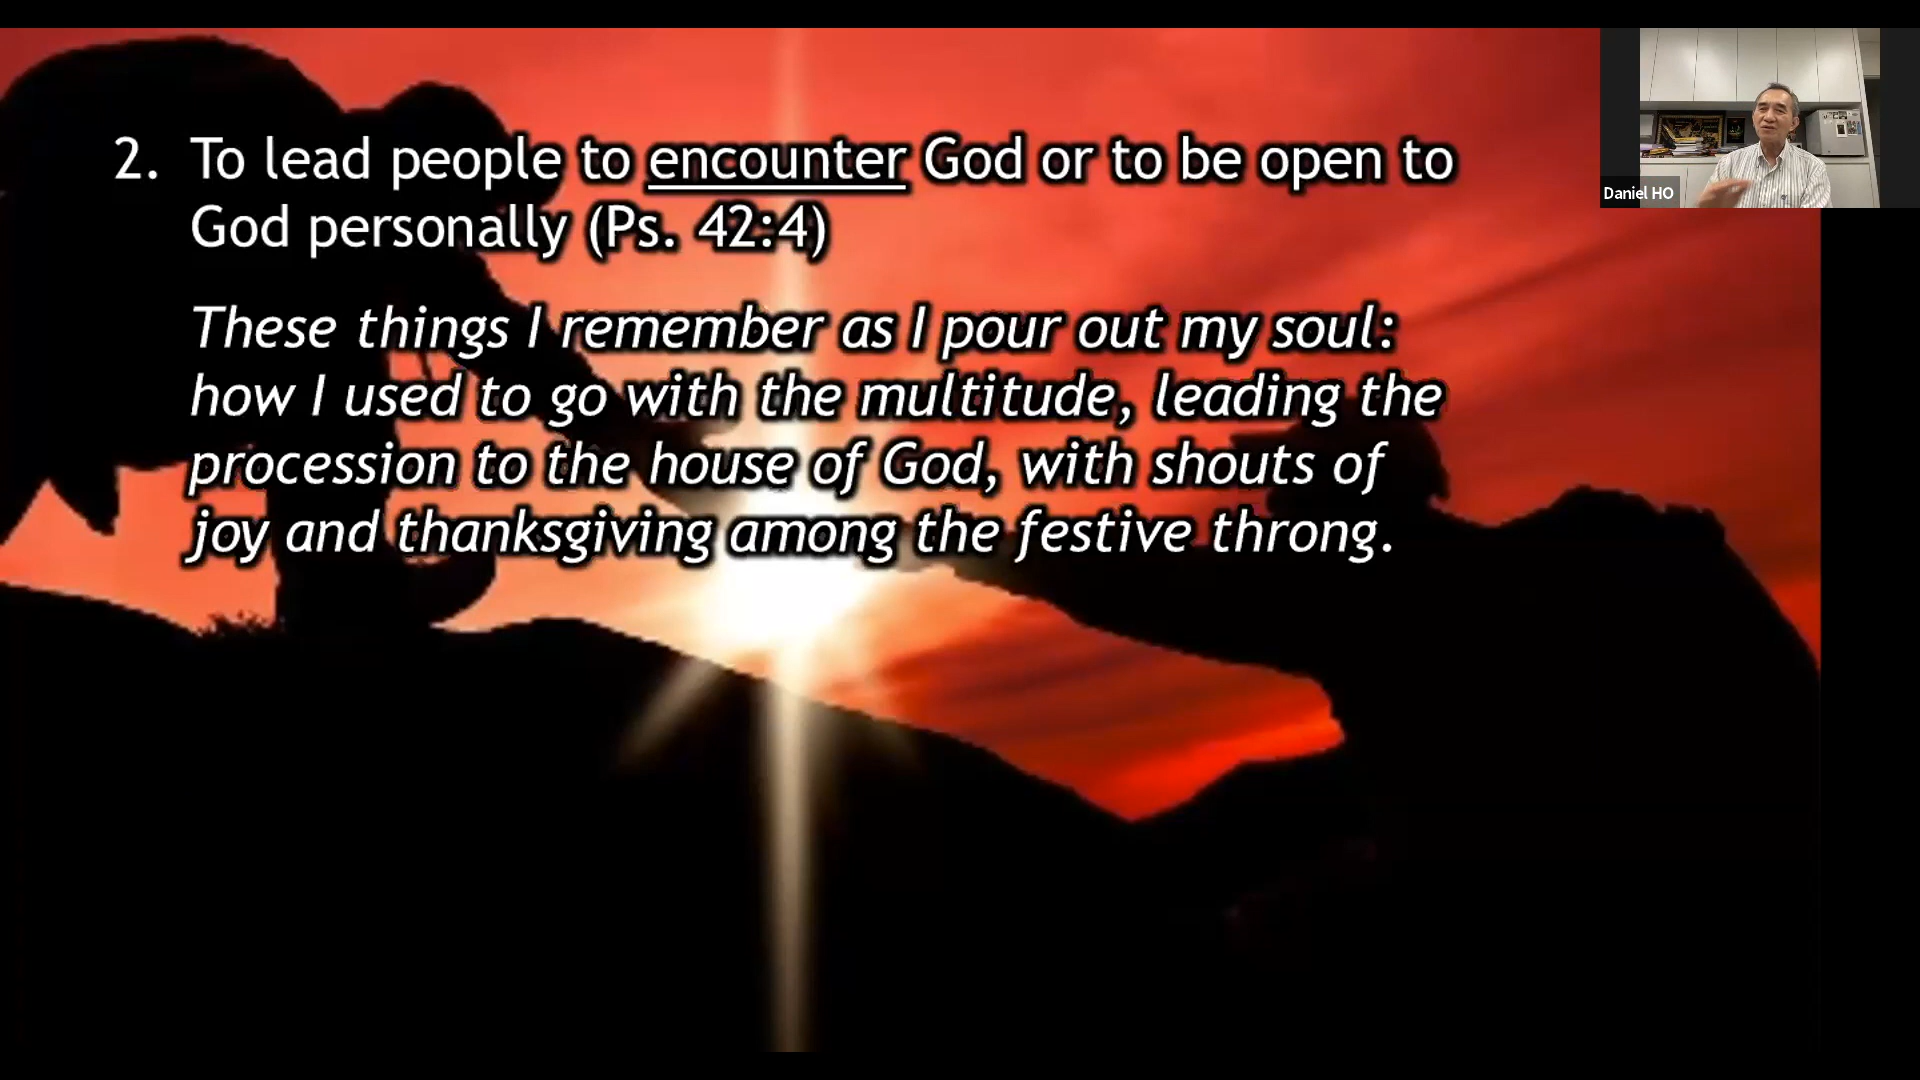 2. To lead people to encounter God or to be open to
God personally (Ps. 42:4)
These things I remember as I pour out my soul:
how I used to go with the multitude, leading the
procession to the house of God, with shouts of
joy and thanksgiving among the festive throng.
Daniel HO